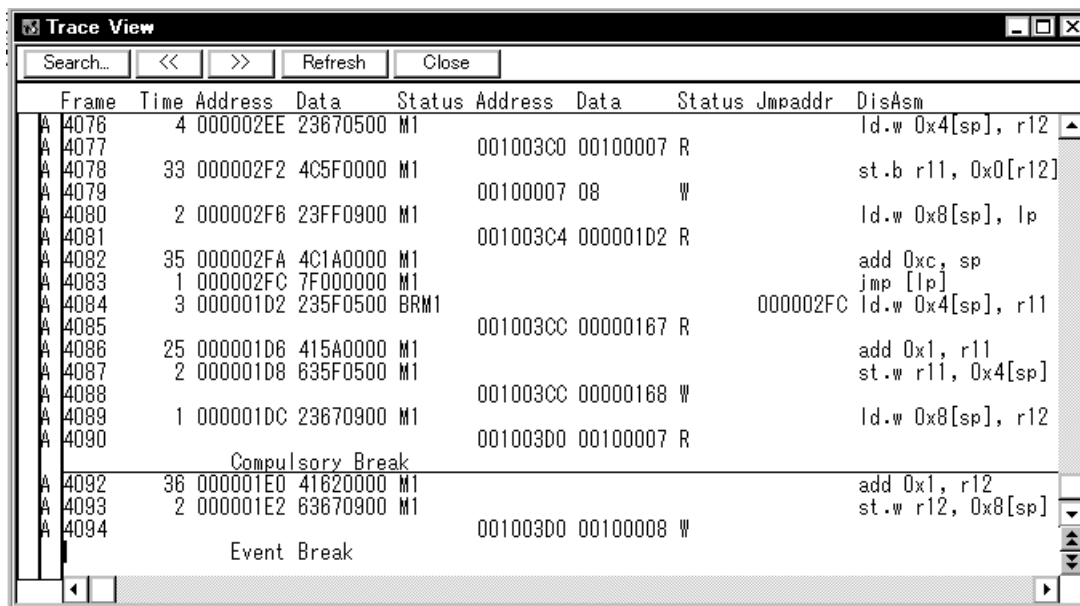 Trace View
Search... << >> Refresh Close
Frame Time Address Data Status Address Data Status Jmpaddr DisAsm
A 4076 4 000002EE 23670500 M1 ld.w 0x4[sp], r12
A 4077 001003C0 00100007 R
A 4078 33 000002F2 4C5F0000 M1 st.b r11, 0x0[r12]
A 4079 00100007 08 W
A 4080 2 000002F6 23FF0900 M1 ld.w 0x8[sp], lp
A 4081 001003C4 000001D2 R
A 4082 35 000002FA 4C1A0000 M1 add 0xc, sp
A 4083 1 000002FC 7F000000 M1 jmp [lp]
A 4084 3 000001D2 235F0500 BRM1 000002FC ld.w 0x4[sp], r11
A 4085 001003CC 00000167 R
A 4086 25 000001D6 415A0000 M1 add 0x1, r11
A 4087 2 000001D8 635F0500 M1 st.w r11, 0x4[sp]
A 4088 001003CC 00000168 W
A 4089 1 000001DC 23670900 M1 ld.w 0x8[sp], r12
A 4090 001003D0 00100007 R
Compulsory Break
A 4092 36 000001E0 41620000 M1 add 0x1, r12
A 4093 2 000001E2 63670900 M1 st.w r12, 0x8[sp]
A 4094 001003D0 00100008 W
Event Break